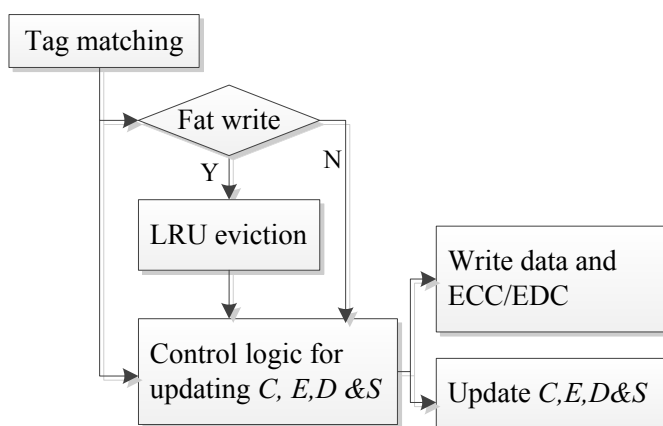 Tag matching
Fat write
Y
N
LRU eviction
Control logic for
updating C, E,D &S
Write data and
ECC/EDC
Update C,E,D&S